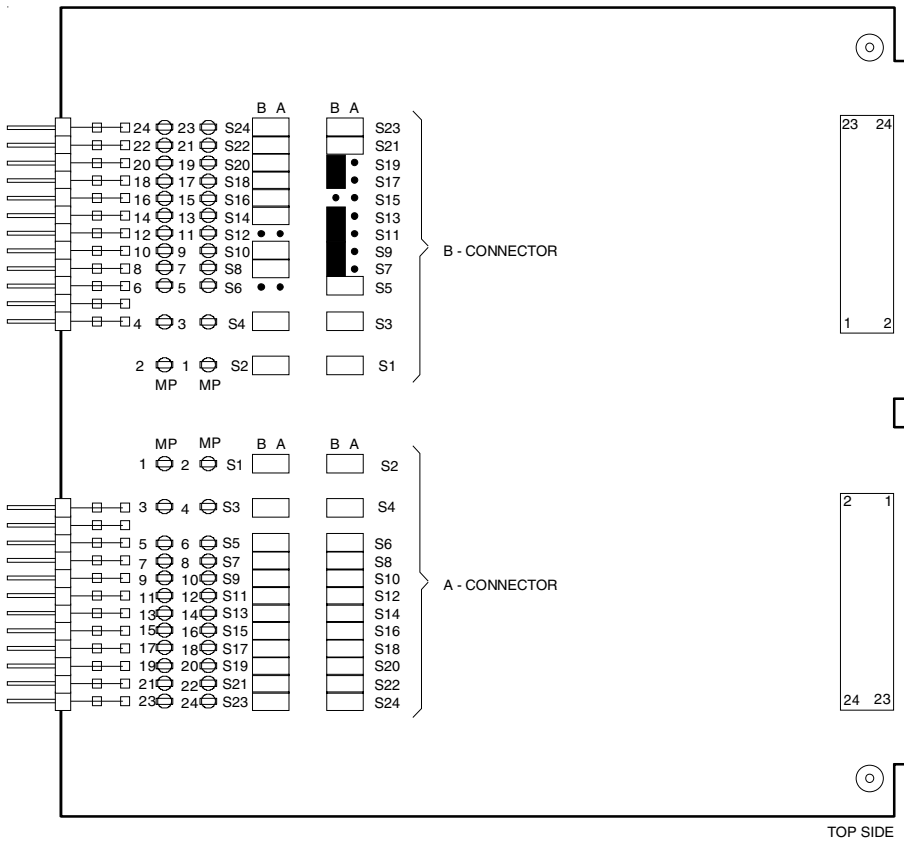 B A B A
24 23 S24 S23 23 24
22 21 S22 S21
20 19 S20 S19
18 17 S18 S17
16 15 S16 S15
14 13 S14 S13
12 11 S12 S11
10 9 S10 S9
B - CONNECTOR
8 7 S8 S7
6 5 S6 S5
4 3 S4 S3 1 2
2 1 S2 S1
MP MP
MP MP B A B A
1 2 S1 S2
3 4 S3 S4 2 1
5 6 S5 S6
7 8 S7 S8
9 10 S9 S10
A - CONNECTOR
11 12 S11 S12
13 14 S13 S14
15 16 S15 S16
17 18 S17 S18
19 20 S19 S20
21 22 S21 S22
23 24 S23 S24 24 23
TOP SIDE